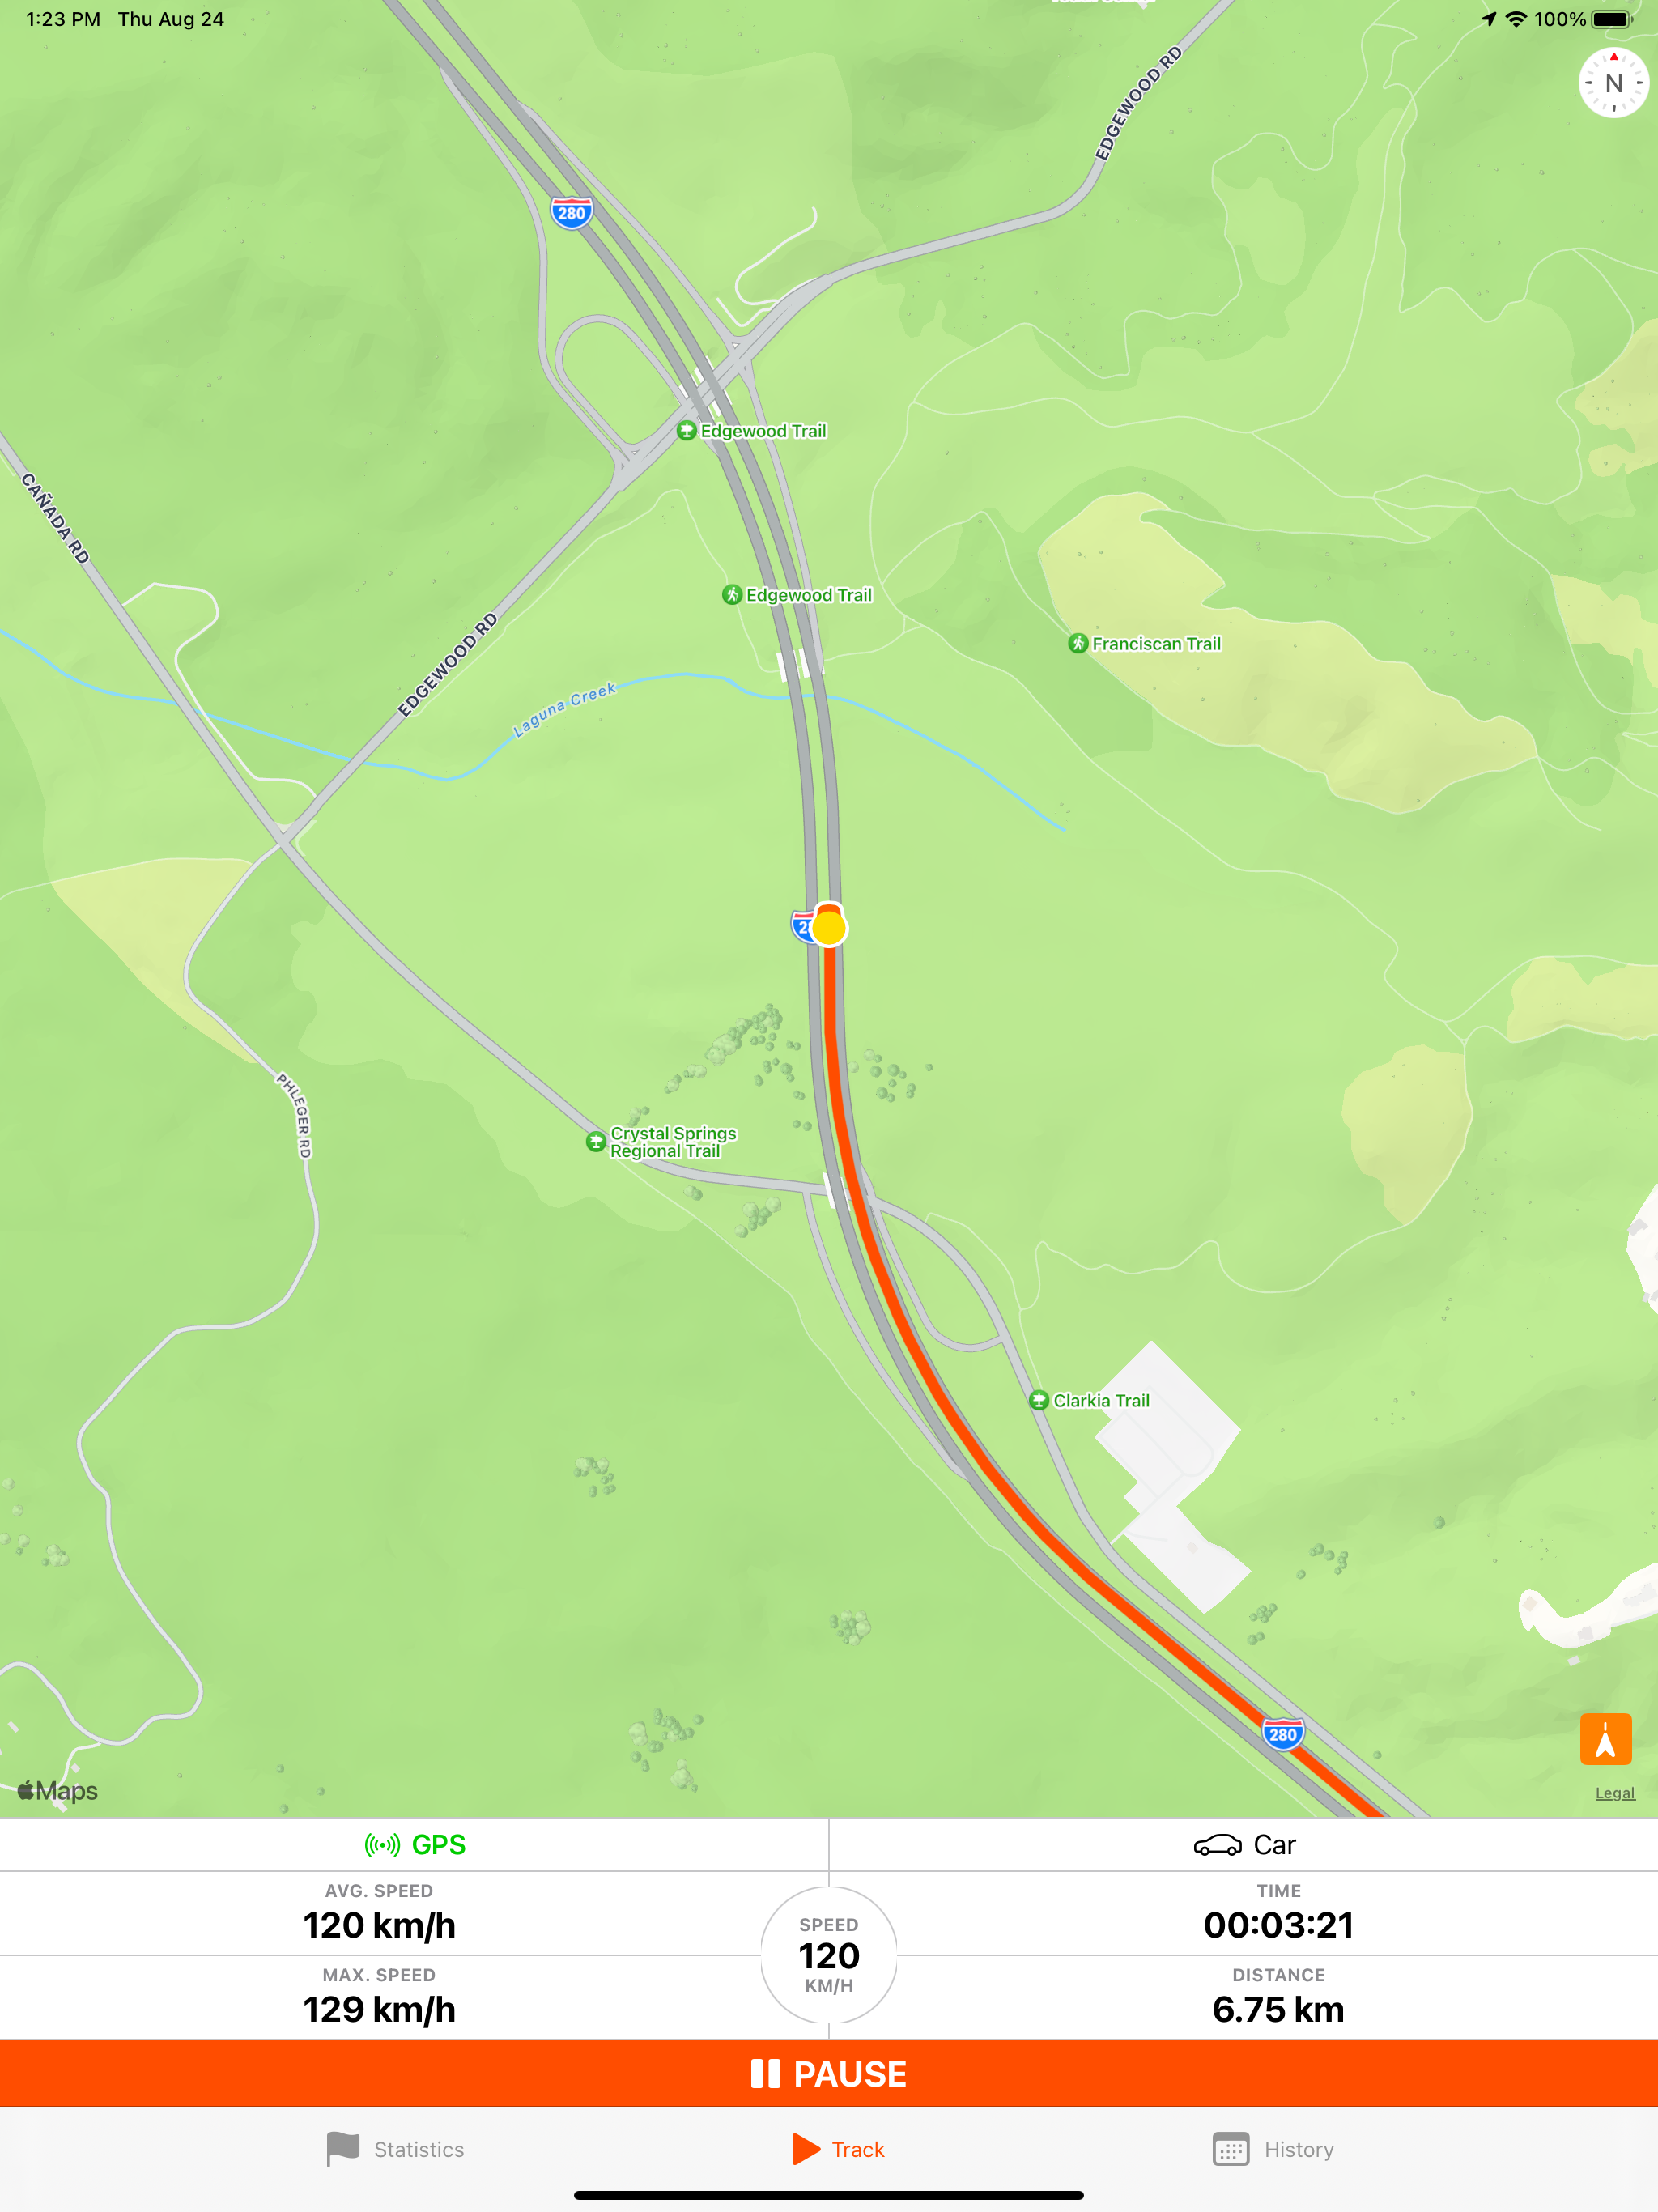 1:23 PM Thu Aug 24
100%
N
EDGEWOOD RD
280
Edgewood Trail
CAÑADA RD
Edgewood Trail
Franciscan Trail
EDGEWOOD RD
Laguna Creek
28
PHLEGER RD
Crystal Springs
Regional Trail
Clarkia Trail
280
Maps
Legal
GPS
Car
AVG. SPEED
120 km/h
MAX. SPEED
129 km/h
SPEED
120
KM/H
TIME
00:03:21
DISTANCE
6.75 km
PAUSE
Statistics
Track
History